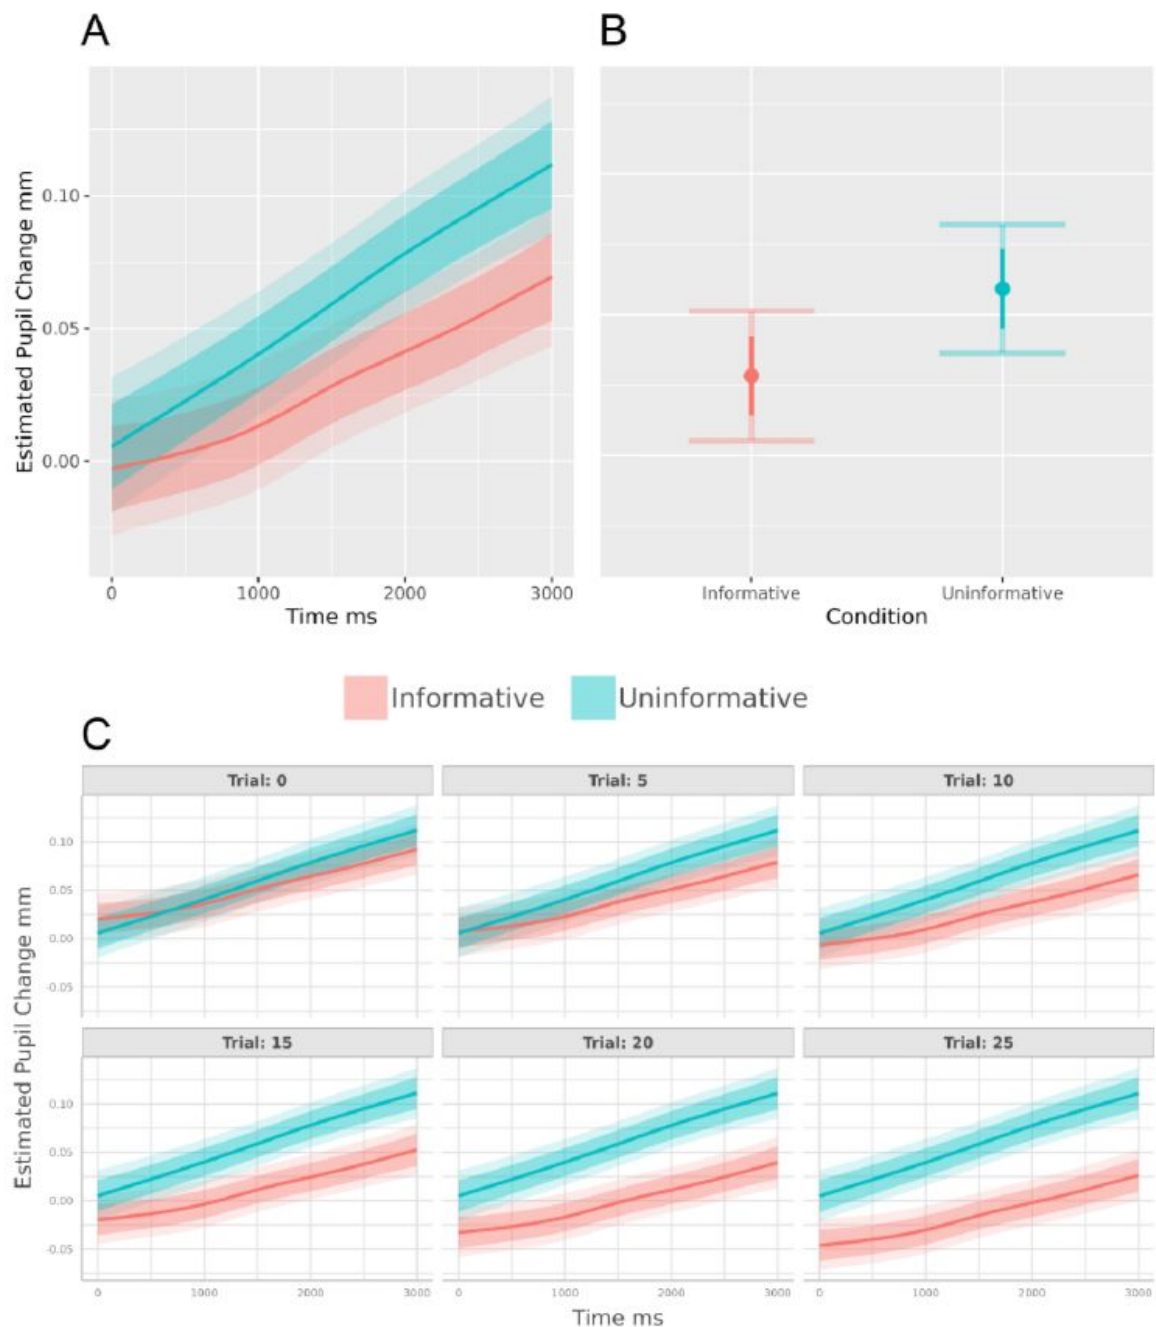 A
B
Estimated Pupil Change mm
0.10
0.05
0.00
0
1000
2000
3000
Time ms
Informative
Uninformative
Condition
Informative
Uninformative
C
Trial: 0
Trial: 5
Trial: 10
Estimated Pupil Change mm
0.10
0.05
0.00
-0.05
Trial: 15
Trial: 20
Trial: 25
0.10
0.05
0.00
-0.05
0
1000
2000
3000
0
1000
2000
3000
0
1000
2000
3000
Time ms